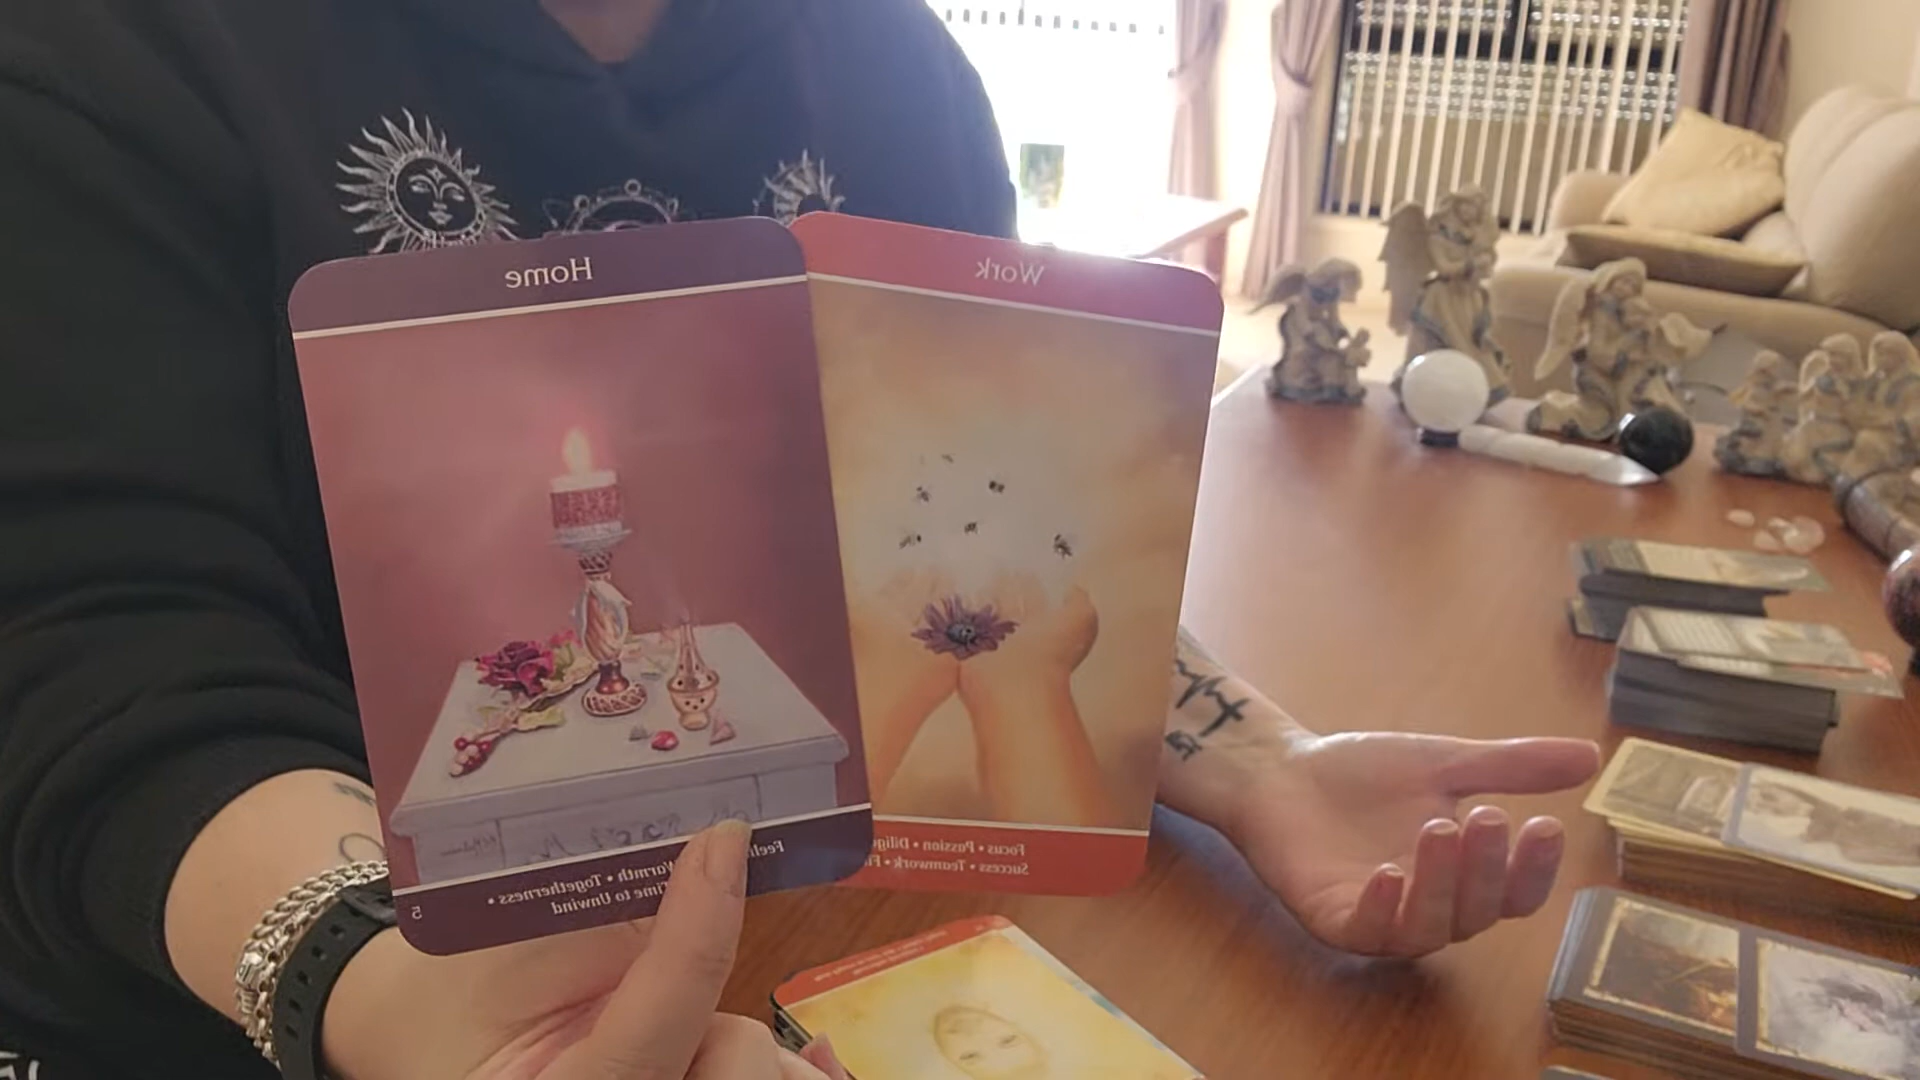 Home
Work
Warmth • Togetherness •
Time to Unwind
5
Focus • Passion •
Success • Teamwork •